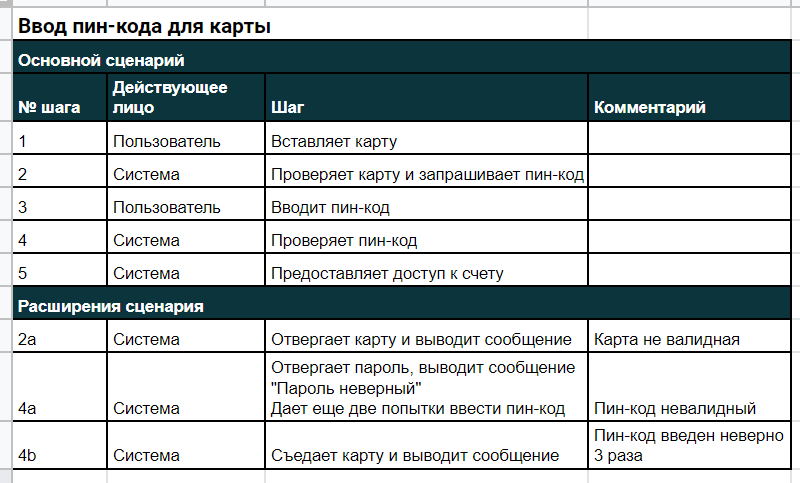 Ввод пин-кода для карты
Основной сценарий
№ шага Действующее лицо Шаг Комментарий
1 Пользователь Вставляет карту
2 Система Проверяет карту и запрашивает пин-код
3 Пользователь Вводит пин-код
4 Система Проверяет пин-код
5 Система Предоставляет доступ к счету
Расширения сценария
2a Система Отвергает карту и выводит сообщение Карта не валидная
4a Система Отвергает пароль, выводит сообщение
"Пароль неверный"
Дает еще две попытки ввести пин-код Пин-код невалидный
4b Система Съедает карту и выводит сообщение Пин-код введен неверно
3 раза